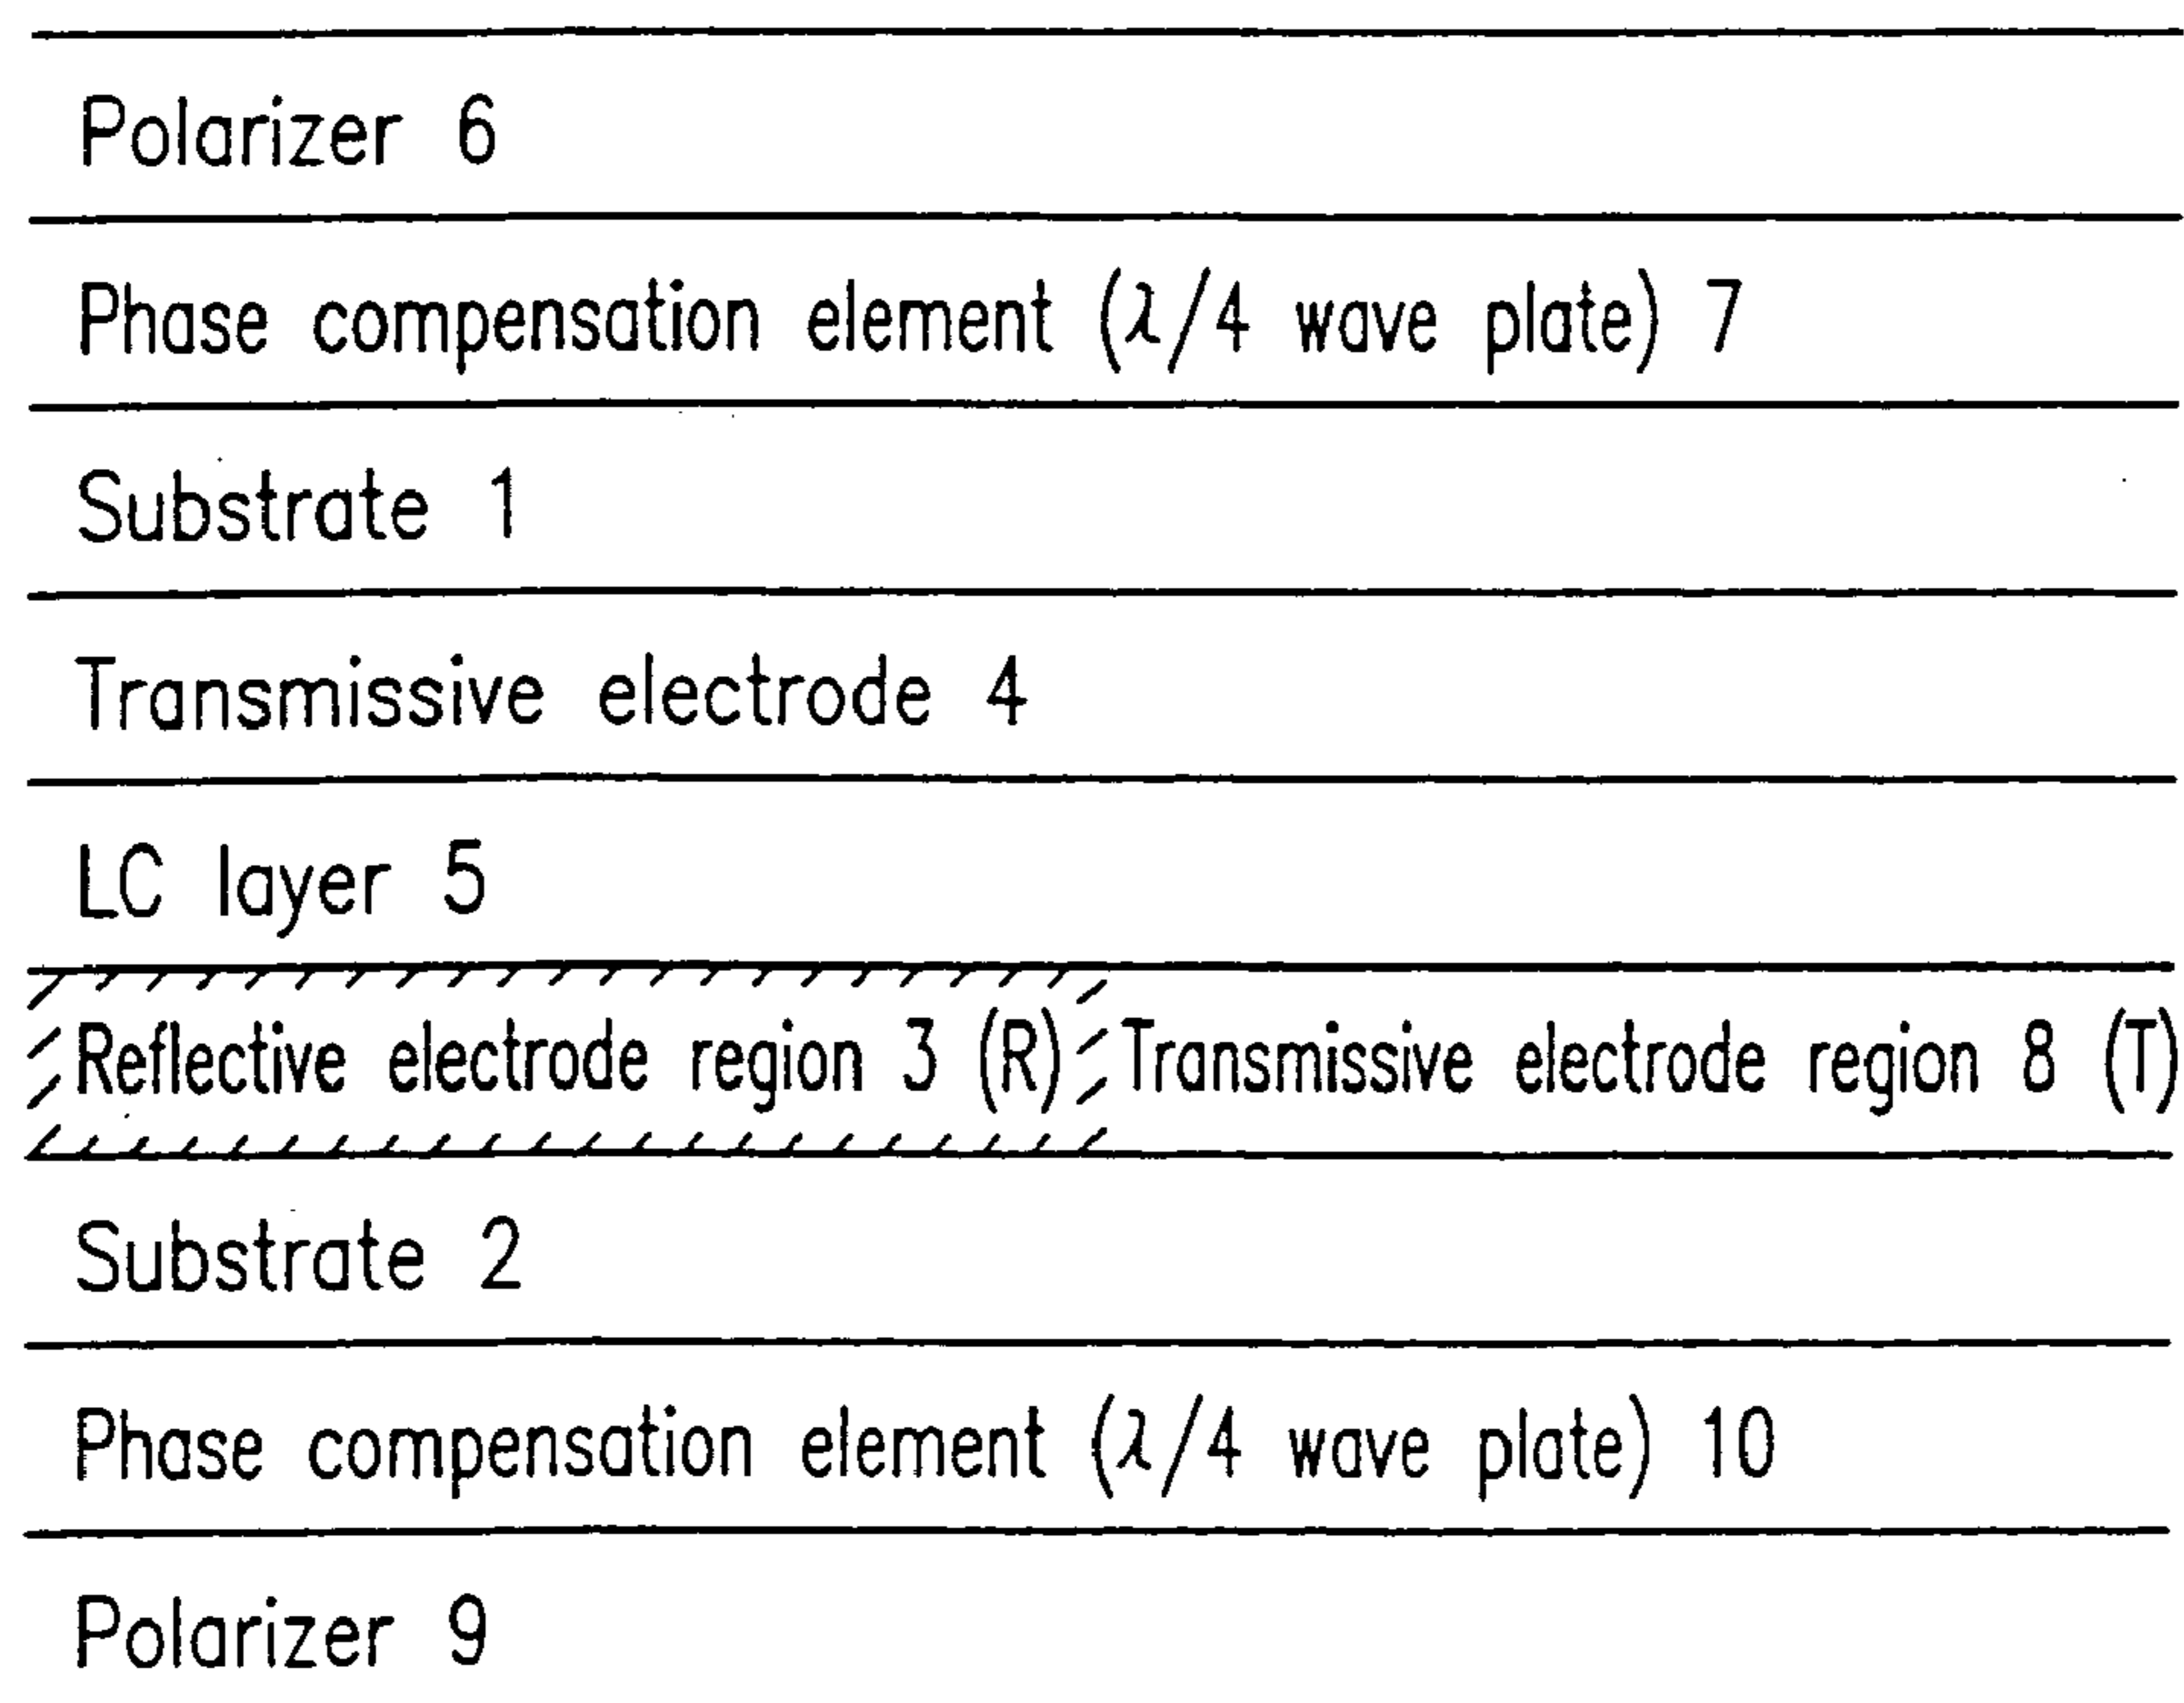 Polarizer 6
Phase compensation element (λ/4 wave plate) 7
Substrate 1
Transmissive electrode 4
LC layer 5
Reflective electrode region 3 (R) Transmissive electrode region 8 (T)
Substrate 2
Phase compensation element (λ/4 wave plate) 10
Polarizer 9